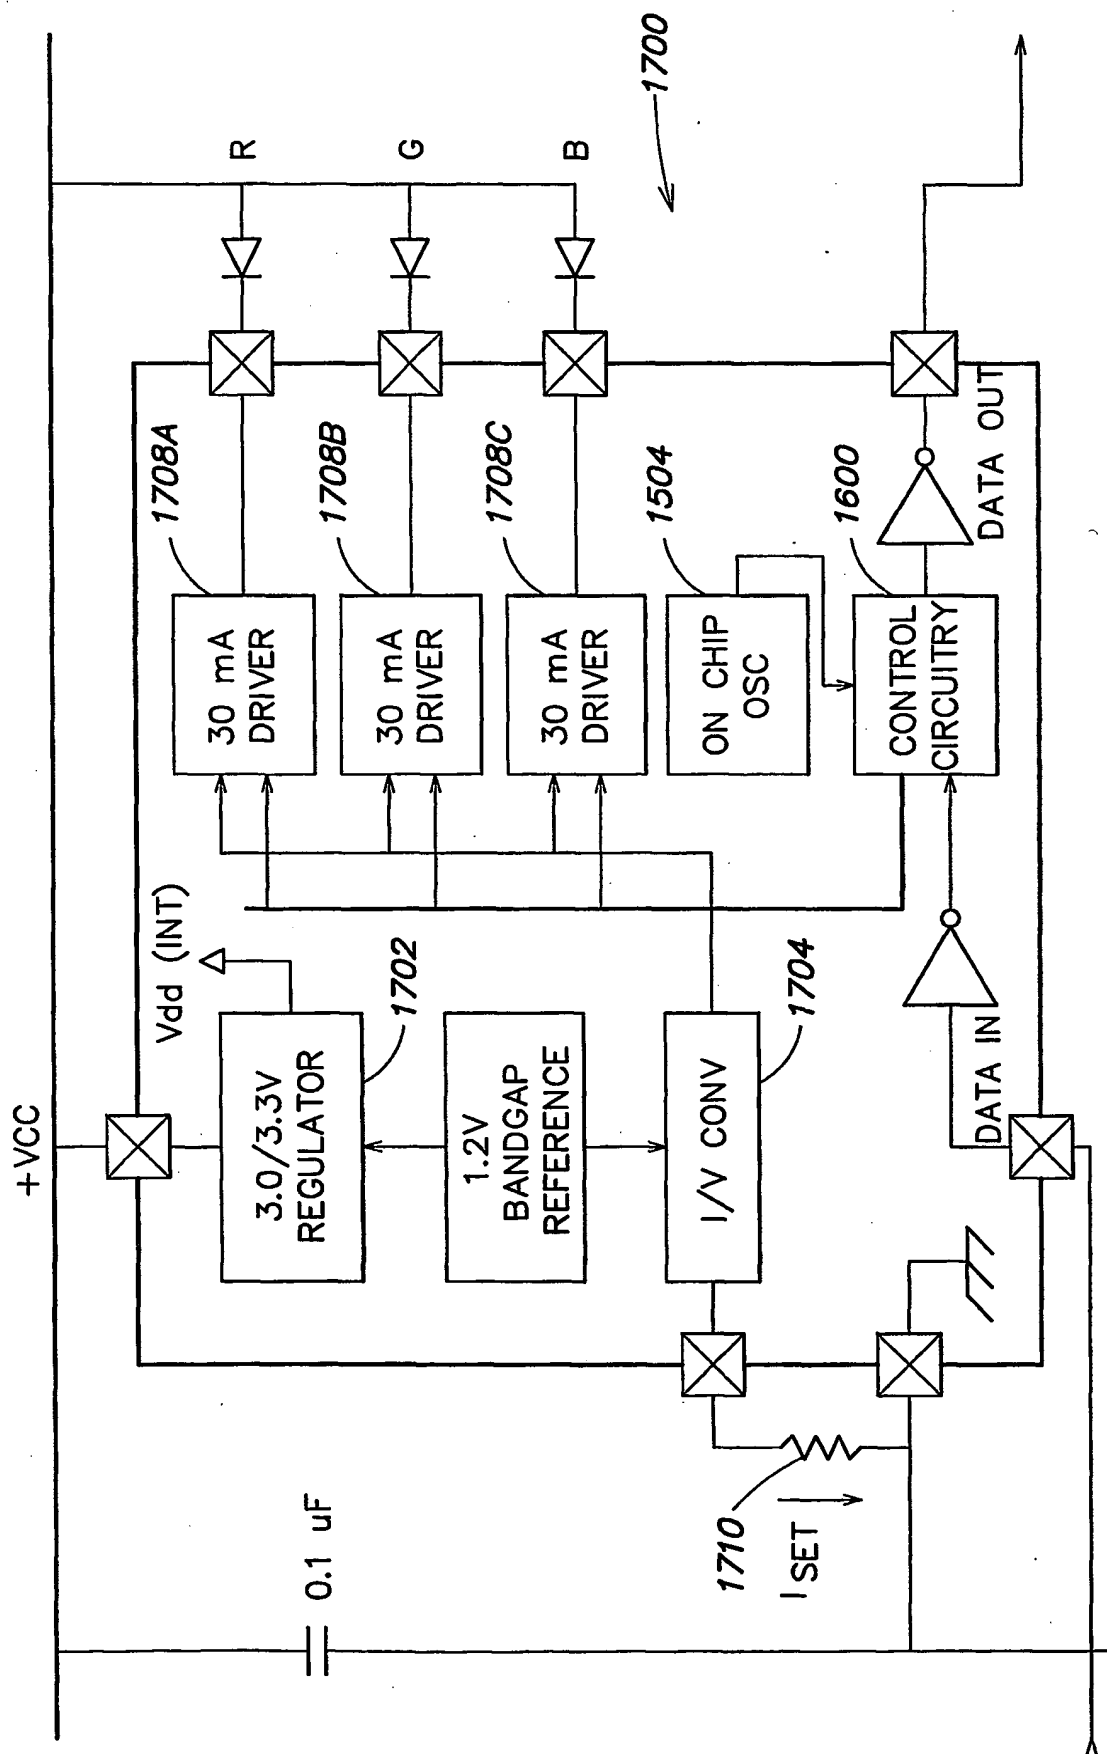 +VCC
0.1 uF
Vdd (INT)
3.0/3.3V
REGULATOR
1702
1.2V
BANDGAP
REFERENCE
I/V CONV
1704
1710
ISET
DATA IN
30 mA
DRIVER
1708A
30 mA
DRIVER
1708B
30 mA
DRIVER
1708C
ON CHIP
OSC
1504
CONTROL
CIRCUITRY
1600
DATA OUT
R
G
B
1700